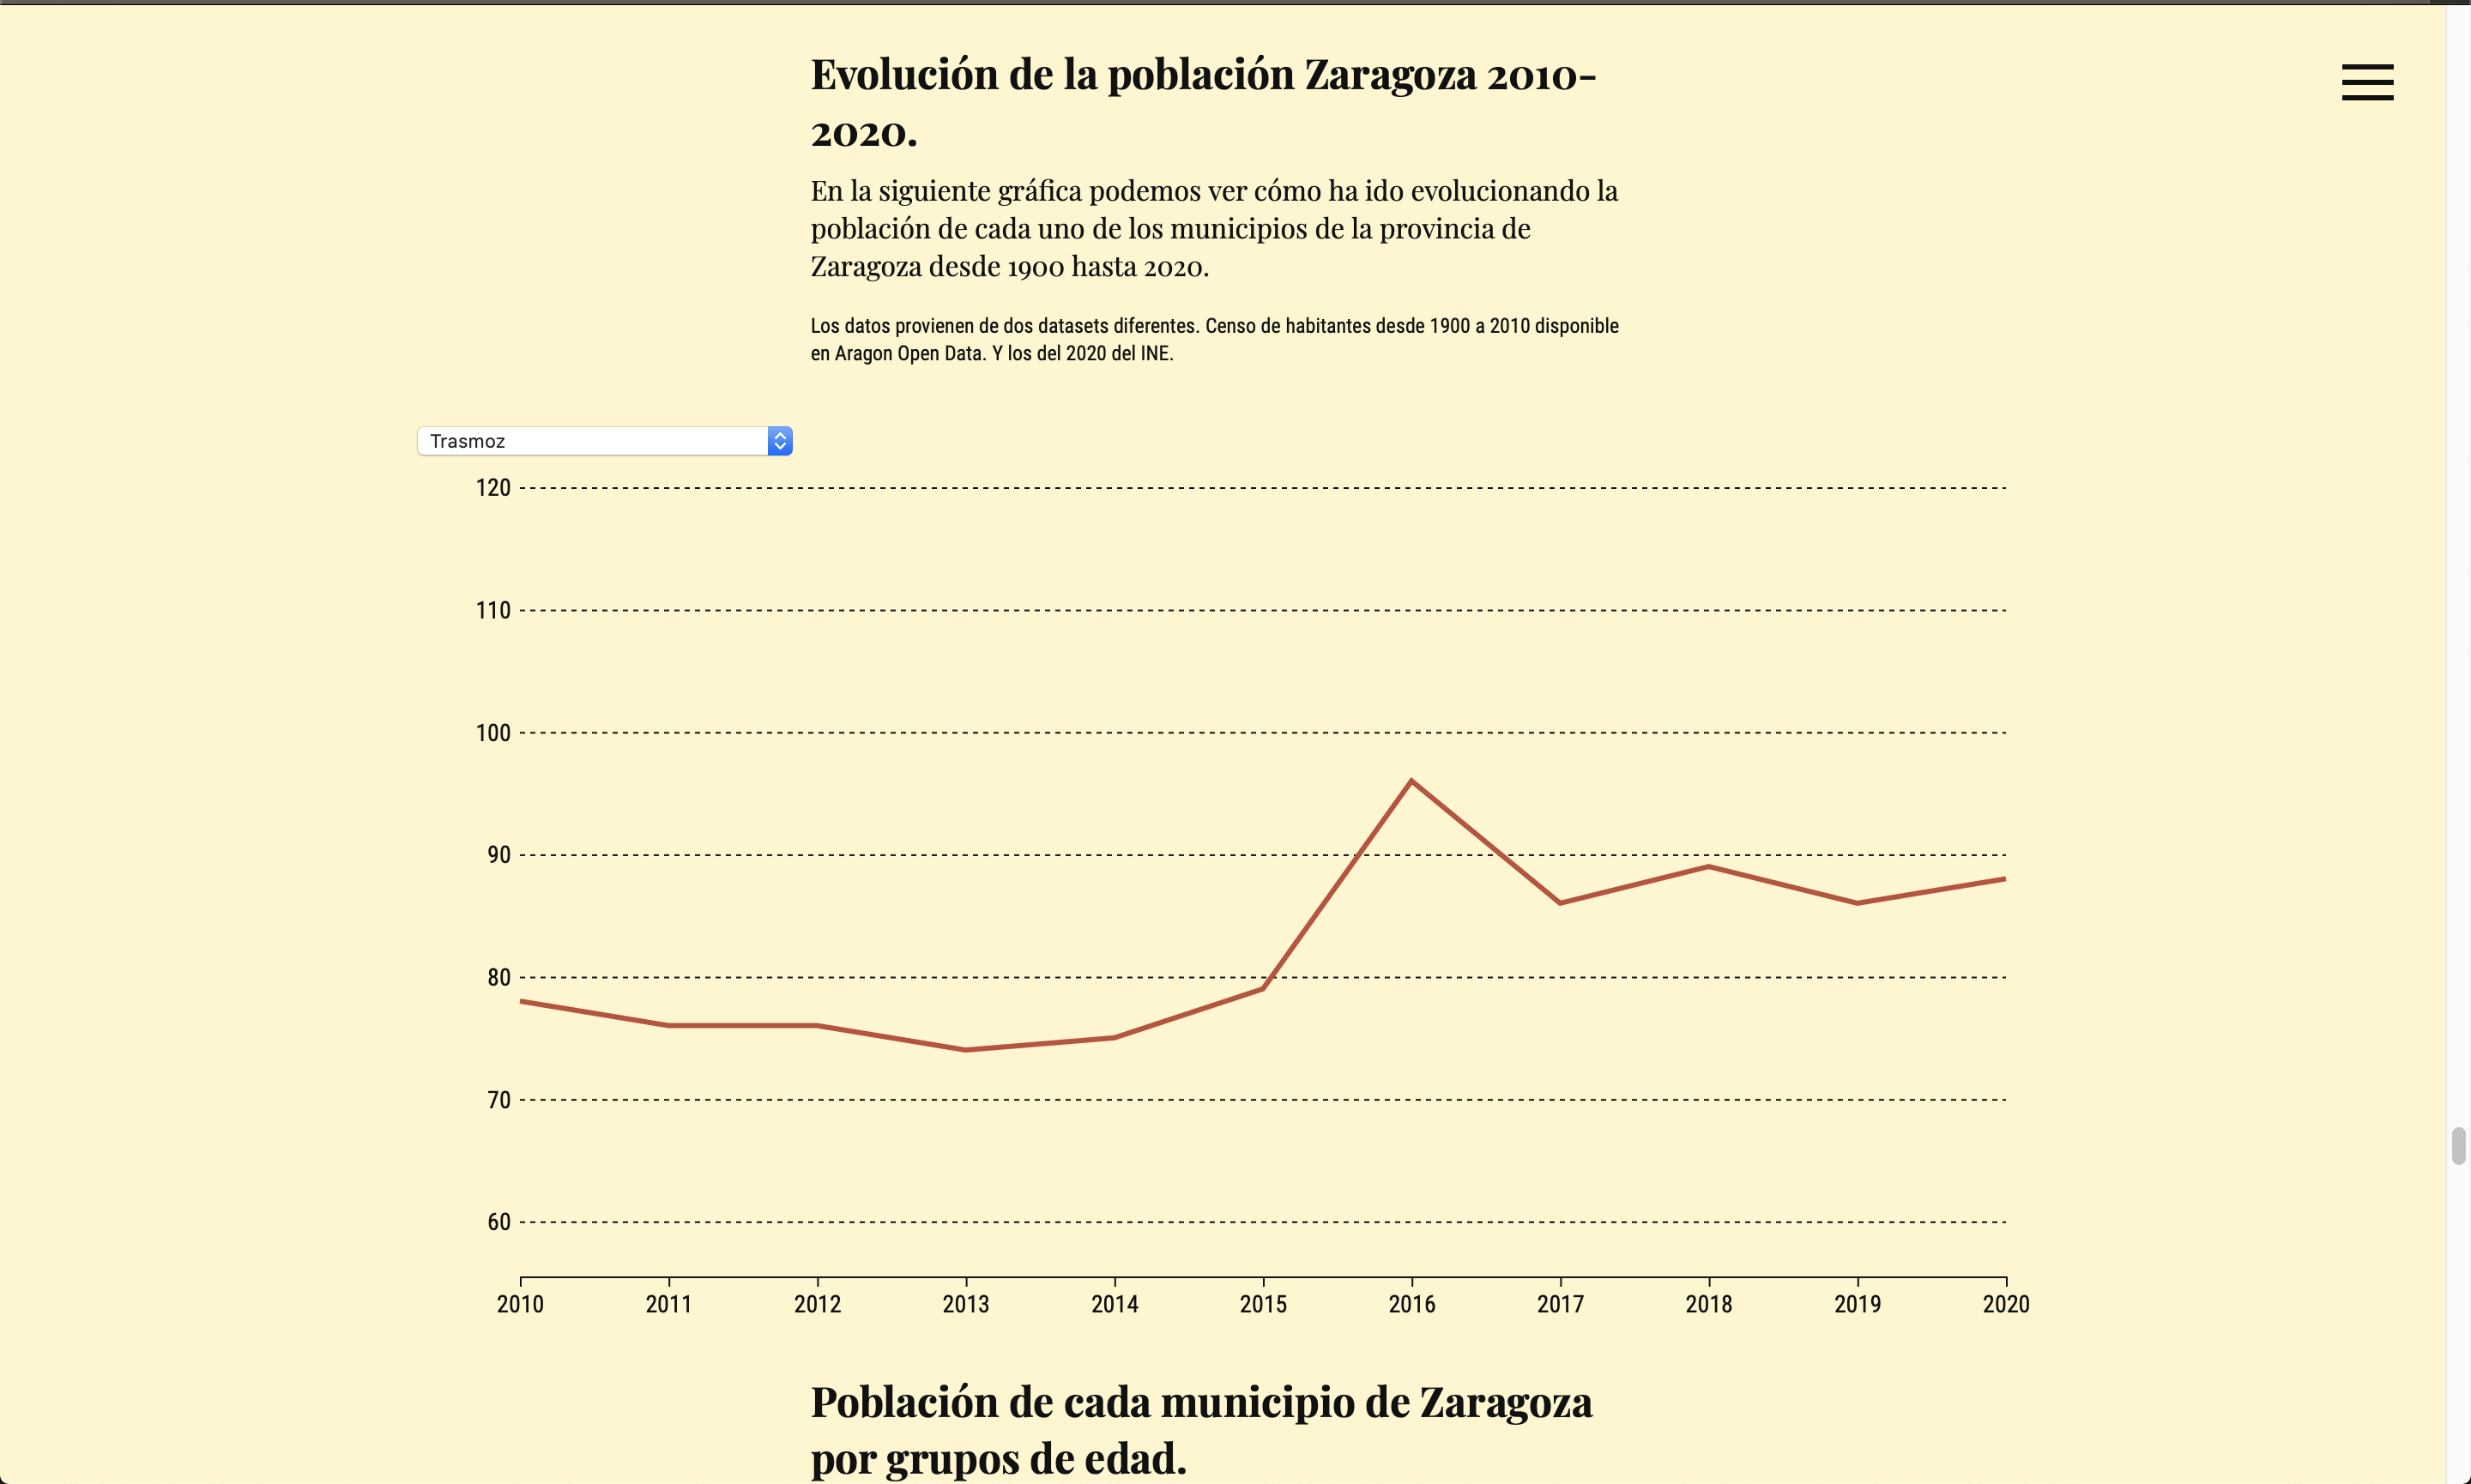 Evolución de la población Zaragoza 2010-
2020.
En la siguiente gráfica podemos ver cómo ha ido evolucionando la
población de cada uno de los municipios de la provincia de
Zaragoza desde 1900 hasta 2020.
Los datos provienen de dos datasets diferentes. Censo de habitantes desde 1900 a 2010 disponible
en Aragon Open Data. Y los del 2020 del INE.
Trasmoz
120
110
100
90
80
70
60
2010 2011 2012 2013 2014 2015 2016 2017 2018 2019 2020
Población de cada municipio de Zaragoza
por grupos de edad.